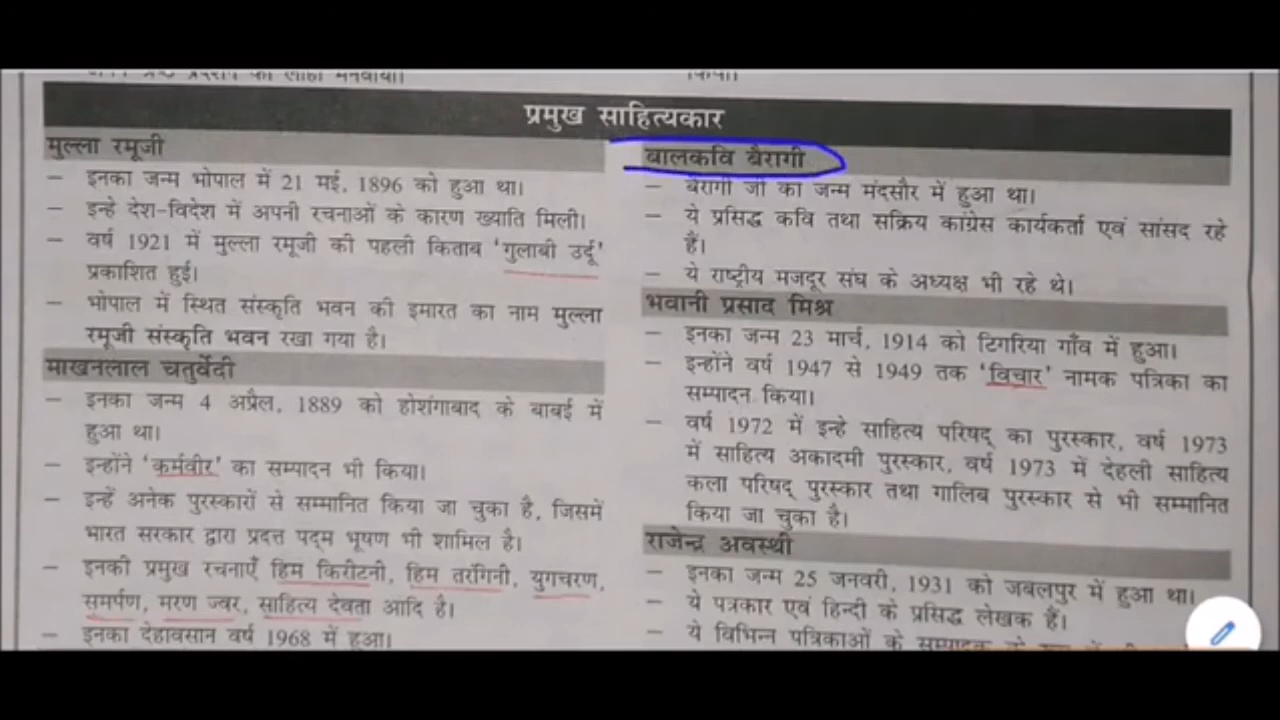 प्रमुख साहित्यकार
मुल्ला रमूजी
– इनका जन्म भोपाल में 21 मई, 1896 को हुआ था।
– इन्हे देश-विदेश में अपनी रचनाओं के कारण ख्याति मिली।
– वर्ष 1921 में मुल्ला रमूजी की पहली किताब 'गुलाबी उर्दू'
प्रकाशित हुई।
– भोपाल में स्थित संस्कृति भवन की इमारत का नाम मुल्ला
रमूजी संस्कृति भवन रखा गया है।
माखनलाल चतुर्वेदी
– इनका जन्म 4 अप्रैल, 1889 को होशंगाबाद के बाबई में
हुआ था।
– इन्होंने 'कर्मवीर' का सम्पादन भी किया।
– इन्हें अनेक पुरस्कारों से सम्मानित किया जा चुका है, जिसमें
भारत सरकार द्वारा प्रदत्त पद्म भूषण भी शामिल है।
– इनकी प्रमुख रचनाएँ हिम किरीटनी, हिम तरंगिनी, युगचरण,
समर्पण, मरण ज्वर, साहित्य देवता आदि है।
– इनका देहावसान वर्ष 1968 में हुआ।
किया।
बालकवि बैरागी
– बैरागी जी का जन्म मंदसौर में हुआ था।
– ये प्रसिद्ध कवि तथा सक्रिय कांग्रेस कार्यकर्ता एवं सांसद रहे
हैं।
– ये राष्ट्रीय मजदूर संघ के अध्यक्ष भी रहे थे।
भवानी प्रसाद मिश्र
– इनका जन्म 23 मार्च, 1914 को टिगरिया गाँव में हुआ।
– इन्होंने वर्ष 1947 से 1949 तक 'विचार' नामक पत्रिका का
सम्पादन किया।
– वर्ष 1972 में इन्हे साहित्य परिषद् का पुरस्कार, वर्ष 1973
में साहित्य अकादमी पुरस्कार, वर्ष 1973 में देहली साहित्य
कला परिषद् पुरस्कार तथा गालिब पुरस्कार से भी सम्मानित
किया जा चुका है।
राजेन्द्र अवस्थी
– इनका जन्म 25 जनवरी, 1931 को जबलपुर में हुआ था।
– ये पत्रकार एवं हिन्दी के प्रसिद्ध लेखक हैं।
– ये विभिन्न पत्रिकाओं के सम्पादक